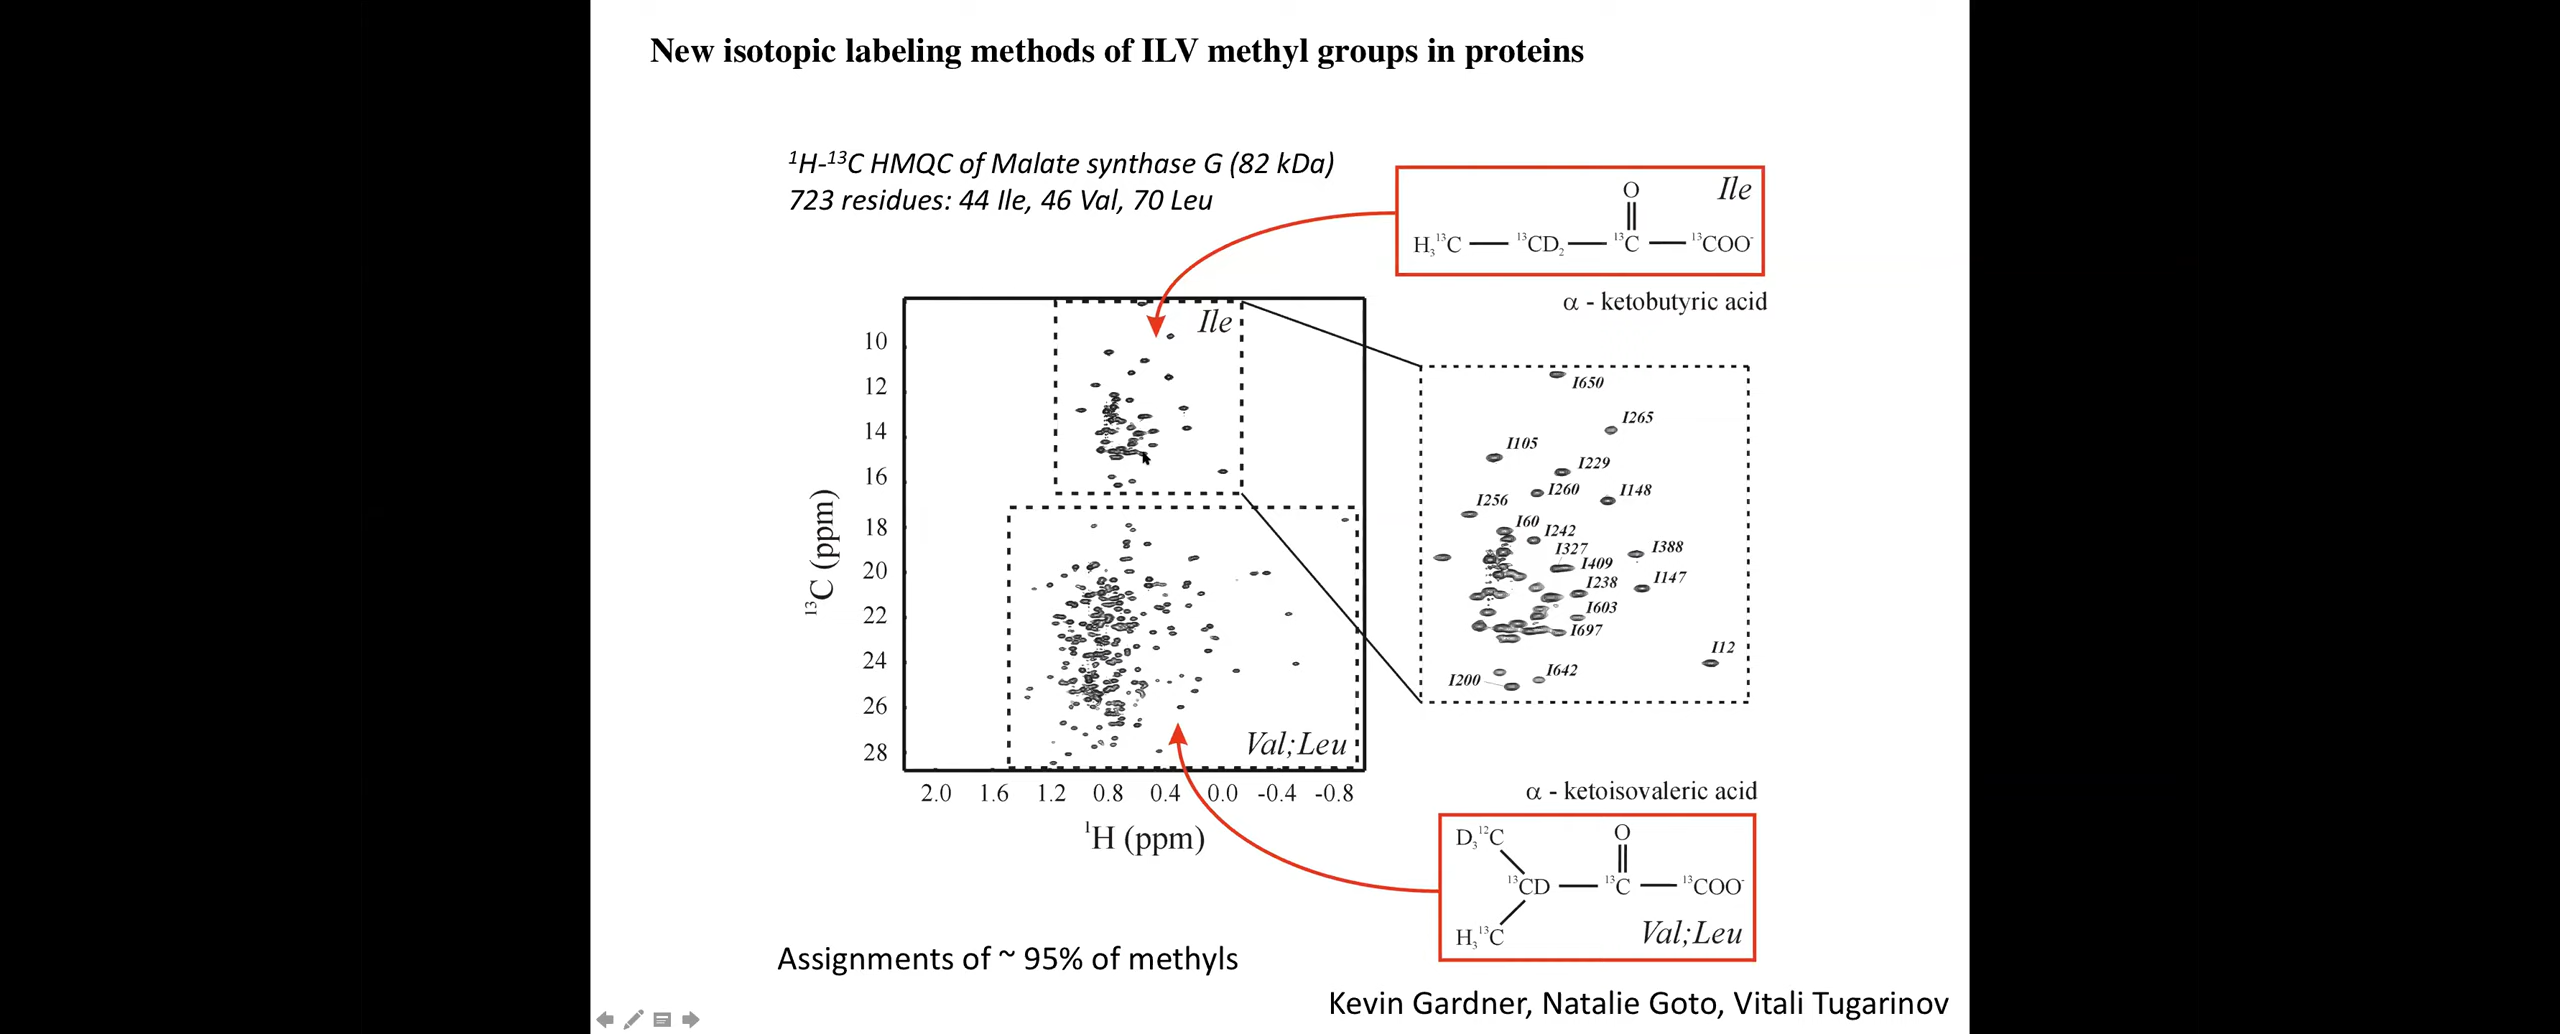 New isotopic labeling methods of ILV methyl groups in proteins
¹H-¹³C HMQC of Malate synthase G (82 kDa)
723 residues: 44 Ile, 46 Val, 70 Leu
O
Ile
H₃¹³C — ¹³CD₂ — ¹³C — ¹³COO⁻
α - ketobutyric acid
Ile
10
12
14
16
18
20
22
24
26
28
¹³C (ppm)
Val;Leu
2.0 1.6 1.2 0.8 0.4 0.0 -0.4 -0.8
¹H (ppm)
I650
I265
I105
I229
I260
I148
I256
I60
I242
I327
I388
I409
I238
I147
I603
I697
I12
I642
I200
α - ketoisovaleric acid
D₃¹²C
O
¹³CD — ¹³C — ¹³COO⁻
H₃¹³C
Val;Leu
Assignments of ~ 95% of methyls
Kevin Gardner, Natalie Goto, Vitali Tugarinov